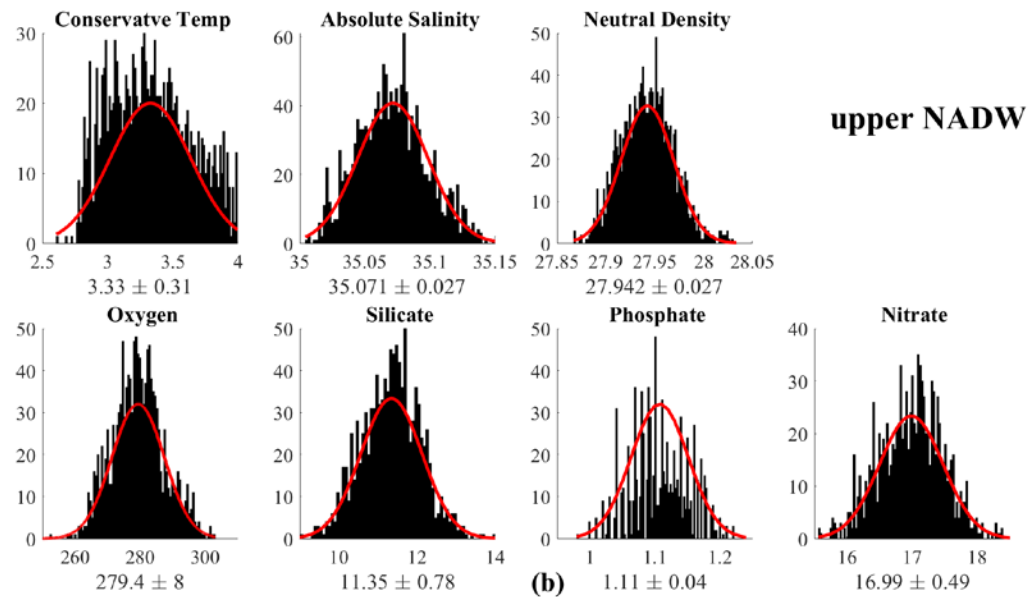 Conservatve Temp
30
20
10
0
2.5 3 3.5 4
3.33 ± 0.31
Absolute Salinity
60
40
20
0
35 35.05 35.1 35.15
35.071 ± 0.027
Neutral Density
50
40
30
20
10
0
27.85 27.9 27.95 28 28.05
27.942 ± 0.027
upper NADW
Oxygen
50
40
30
20
10
0
260 280 300
279.4 ± 8
Silicate
50
40
30
20
10
0
10 12 14
11.35 ± 0.78
(b)
Phosphate
50
40
30
20
10
0
1 1.1 1.2
1.11 ± 0.04
Nitrate
40
30
20
10
0
16 17 18
16.99 ± 0.49